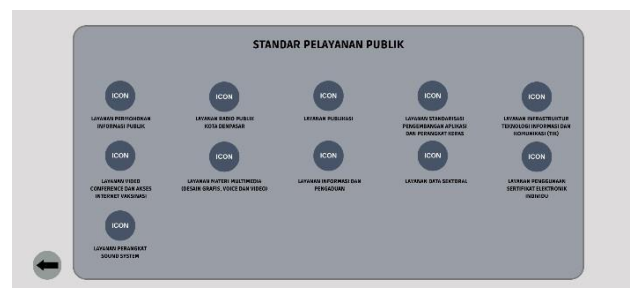 STANDAR PELAYANAN PUBLIK
ICON
ICON
ICON
ICON
ICON
LAYANAN PERMOHONAN
INFORMASI PUBLIK
LAYANAN RADIO PUBLIK
KOTA DENPASAR
LAYANAN PUBLIKASI
LAYANAN STANDARISASI
PENGEMBANGAN APLIKASI
DAN PERANGKAT KERAS
LAYANAN INFRASTRUKTUR
TEKNOLOGI INFORMASI DAN
KOMUNIKASI (TIK)
ICON
ICON
ICON
ICON
ICON
LAYANAN VIDEO
CONFERENCE DAN AKSES
INTERNET VAKSINASI
LAYANAN MATERI MULTIMEDIA
(DESAIN GRAFIS, VOICE DAN VIDEO)
LAYANAN INFORMASI DAN
PENGADUAN
LAYANAN DATA SEKTORAL
LAYANAN PENGGUNAAN
SERTIFIKAT ELEKTRONIK
INDIVIDU
ICON
LAYANAN PERANGKAT
SOUND SYSTEM